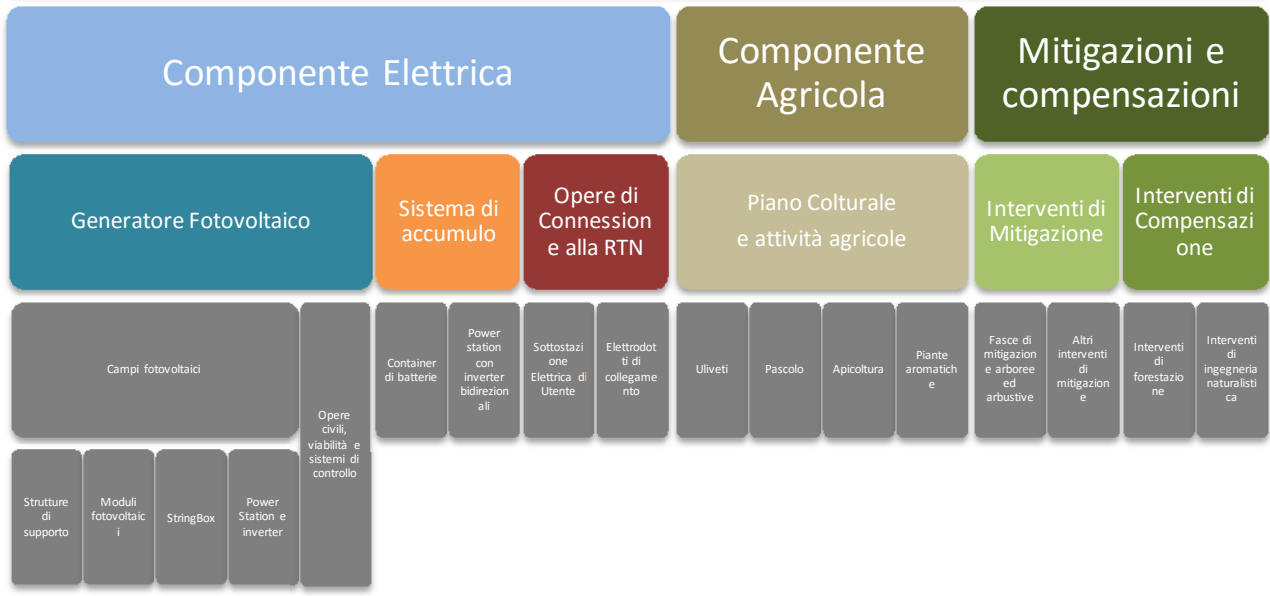 Componente Elettrica
Componente
Agricola
Mitigazioni e
compensazioni
Generatore Fotovoltaico
Sistema di
accumulo
Opere di
Connession
e alla RTN
Piano Colturale
e attività agricole
Interventi di
Mitigazione
Interventi di
Compensazi
one
Campi fotovoltaici
Opere
civili,
viabilità e
sistemi di
controllo
Container
di batterie
Power
station
con
inverter
bidirezion
ali
Sottostazi
one
Elettrica di
Utente
Elettrodot
ti di
collegame
nto
Uliveti
Pascolo
Apicoltura
Piante
aromatich
e
Fasce di
mitigazion
e arboree
ed
arbustive
Altri
interventi
di
mitigazion
e
Interventi
di
forestazio
ne
Interventi
di
ingegneria
naturalisti
ca
Strutture
di
supporto
Moduli
fotovoltaic
i
StringBox
Power
Station e
inverter